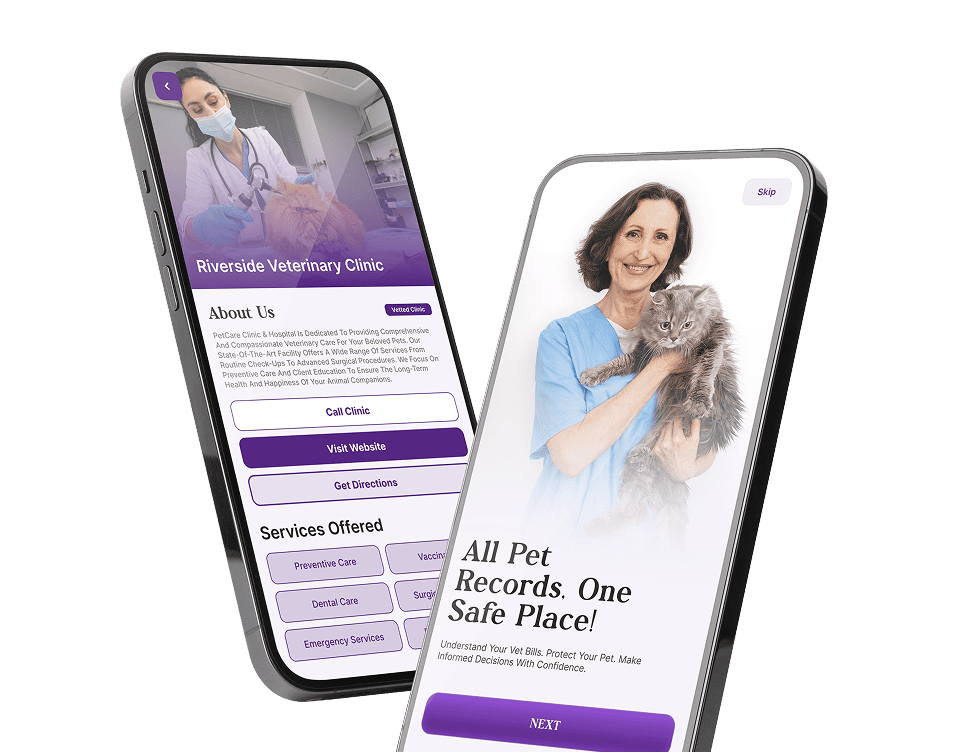 Riverside Veterinary Clinic
About Us
Vetted Clinic
PetCare Clinic & Hospital Is Dedicated To Providing Comprehensive
And Compassionate Veterinary Care For Your Beloved Pets. Our
State-Of-The-Art Facility Offers A Wide Range Of Services From
Routine Check-Ups To Advanced Surgical Procedures. We Focus On
Preventive Care And Client Education To Ensure The Long-Term
Health And Happiness Of Your Animal Companions.
Call Clinic
Visit Website
Get Directions
Services Offered
Preventive Care
Dental Care
Emergency Services
Skip
All Pet
Records. One
Safe Place!
Understand Your Vet Bills. Protect Your Pet. Make
Informed Decisions With Confidence.
NEXT